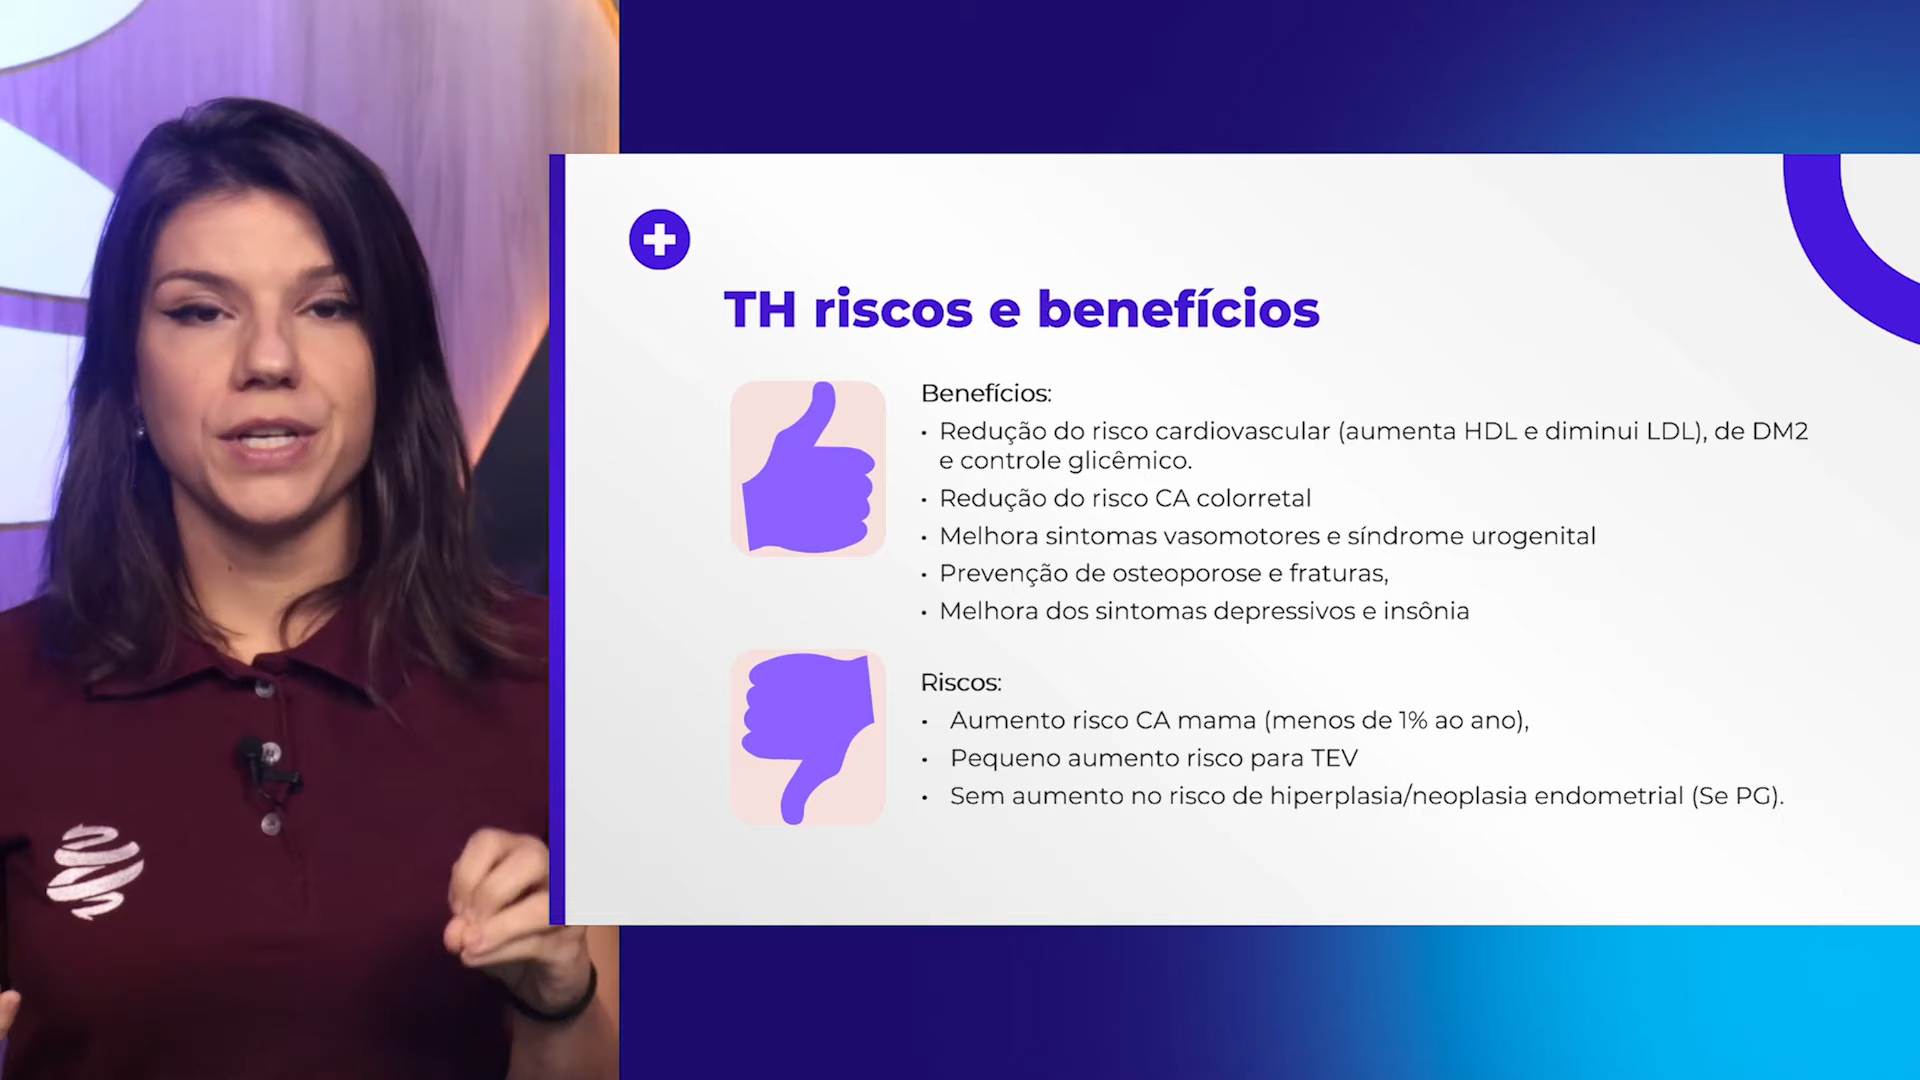 TH riscos e benefícios
Benefícios:
• Redução do risco cardiovascular (aumenta HDL e diminui LDL), de DM2
e controle glicêmico.
• Redução do risco CA colorretal
• Melhora sintomas vasomotores e síndrome urogenital
• Prevenção de osteoporose e fraturas,
• Melhora dos sintomas depressivos e insônia
Riscos:
• Aumento risco CA mama (menos de 1% ao ano),
• Pequeno aumento risco para TEV
• Sem aumento no risco de hiperplasia/neoplasia endometrial (Se PG).